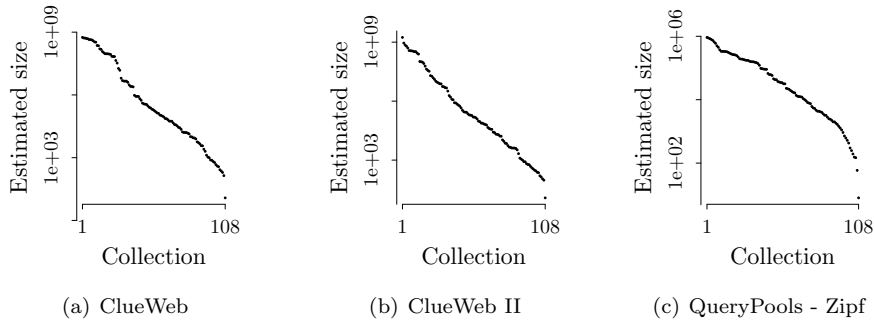 Estimated size
1e+03 1e+09
1 108
Collection
(a) ClueWeb
Estimated size
1e+03 1e+09
1 108
Collection
(b) ClueWeb II
Estimated size
1e+02 1e+06
1 108
Collection
(c) QueryPools - Zipf